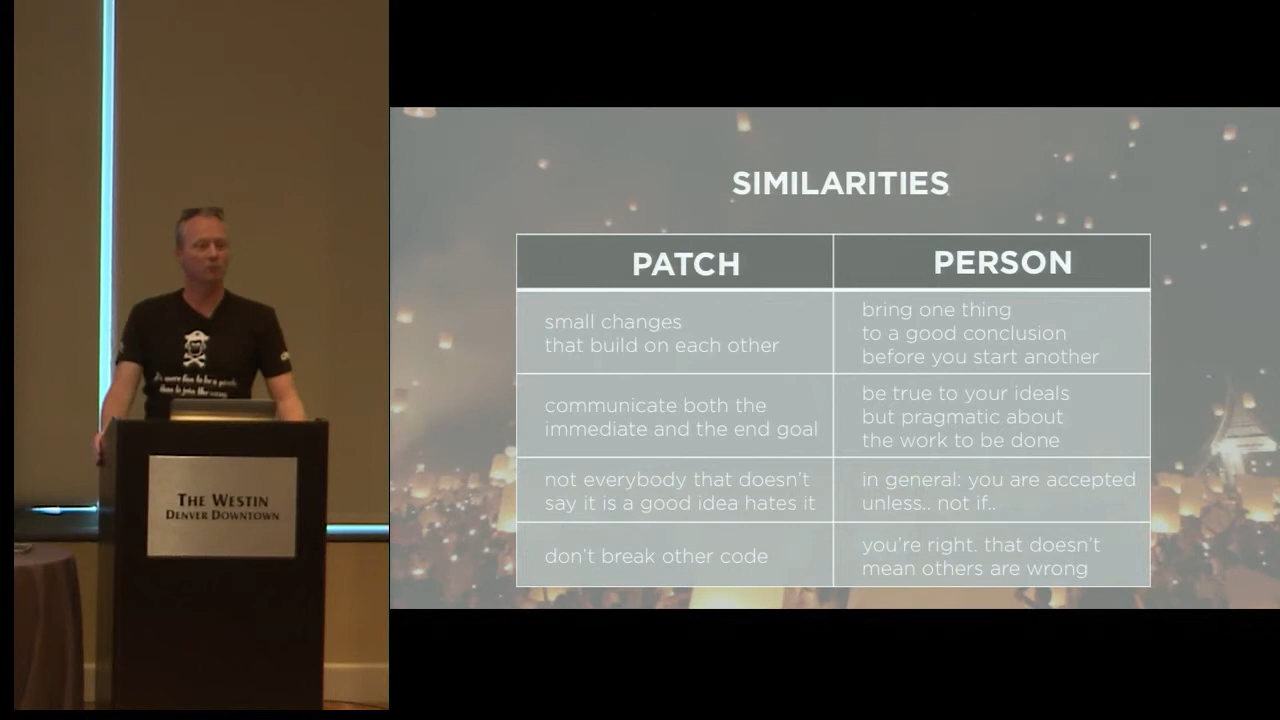 SIMILARITIES
PATCH
PERSON
small changes
that build on each other
bring one thing
to a good conclusion
before you start another
communicate both the
immediate and the end goal
be true to your ideals
but pragmatic about
the work to be done
not everybody that doesn't
say it is a good idea hates it
in general: you are accepted
unless.. not if..
don't break other code
you're right. that doesn't
mean others are wrong
THE WESTIN
DENVER DOWNTOWN